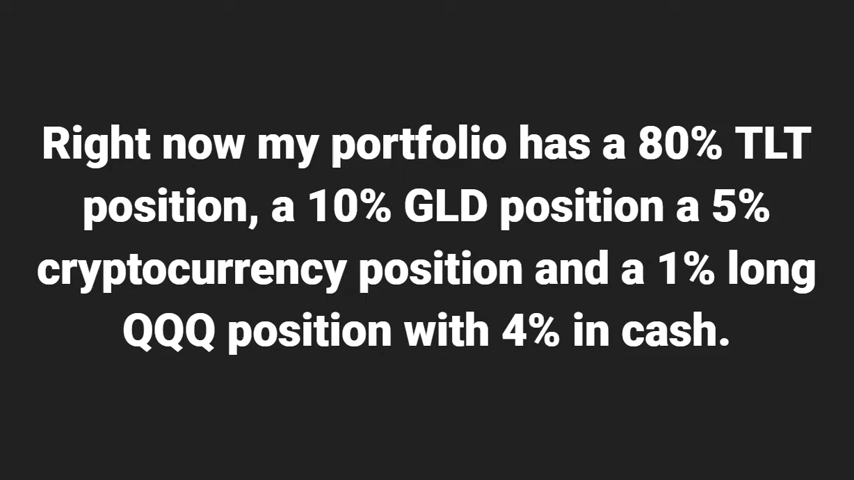 Right now my portfolio has a 80% TLT
position, a 10% GLD position a 5%
cryptocurrency position and a 1% long
QQQ position with 4% in cash.